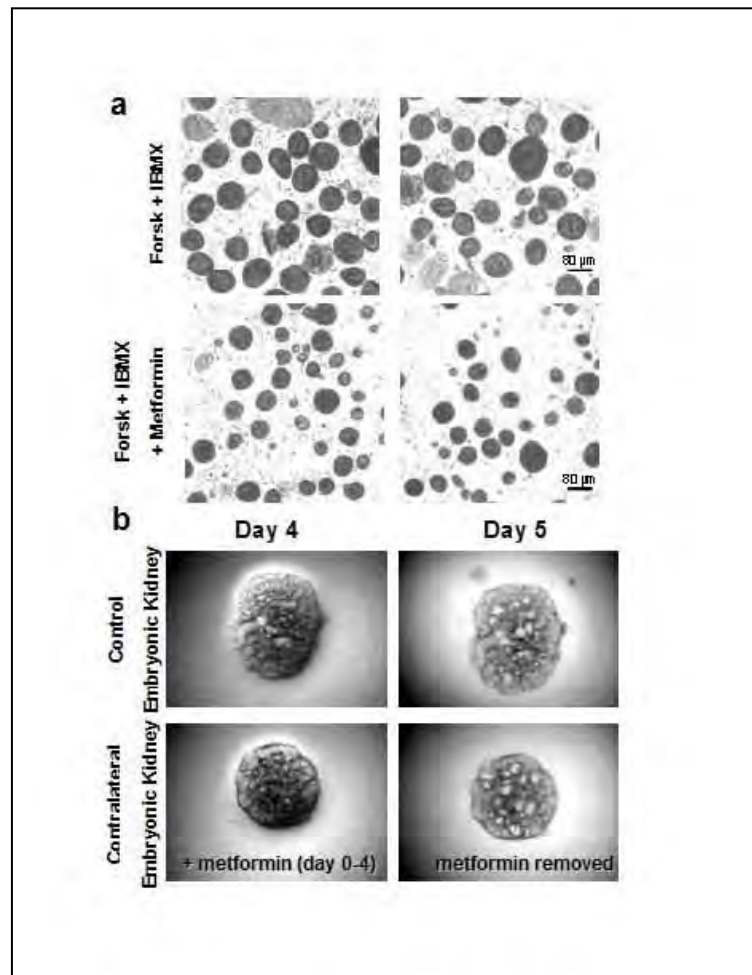 a
Forsk + IBMX
80 µm
Forsk + IBMX
+ Metformin
80 µm
b
Day 4 Day 5
Control
Embryonic Kidney
Contralateral
Embryonic Kidney
+ metformin (day 0-4) metformin removed